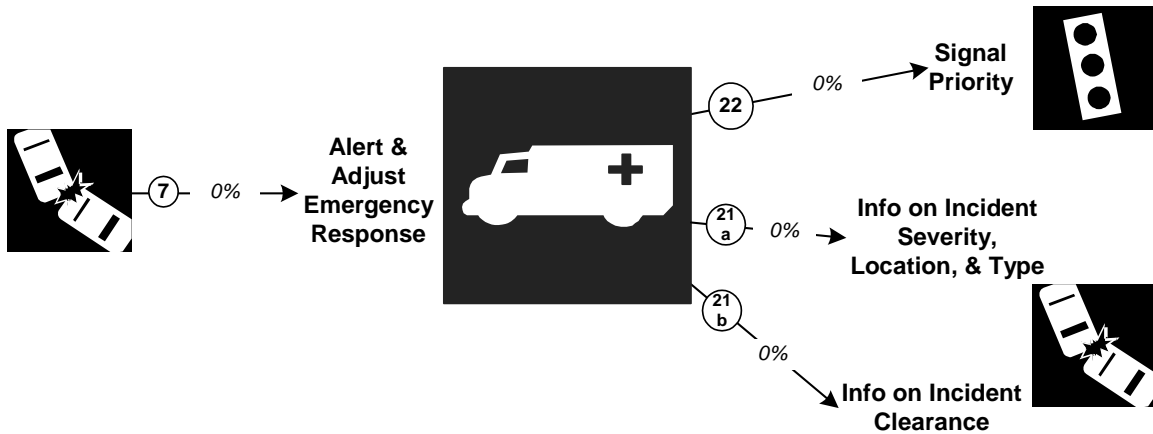 7
0%
Alert &
Adjust
Emergency
Response
22
0%
Signal
Priority
21
a
0%
Info on Incident
Severity,
Location, & Type
21
b
0%
Info on Incident
Clearance